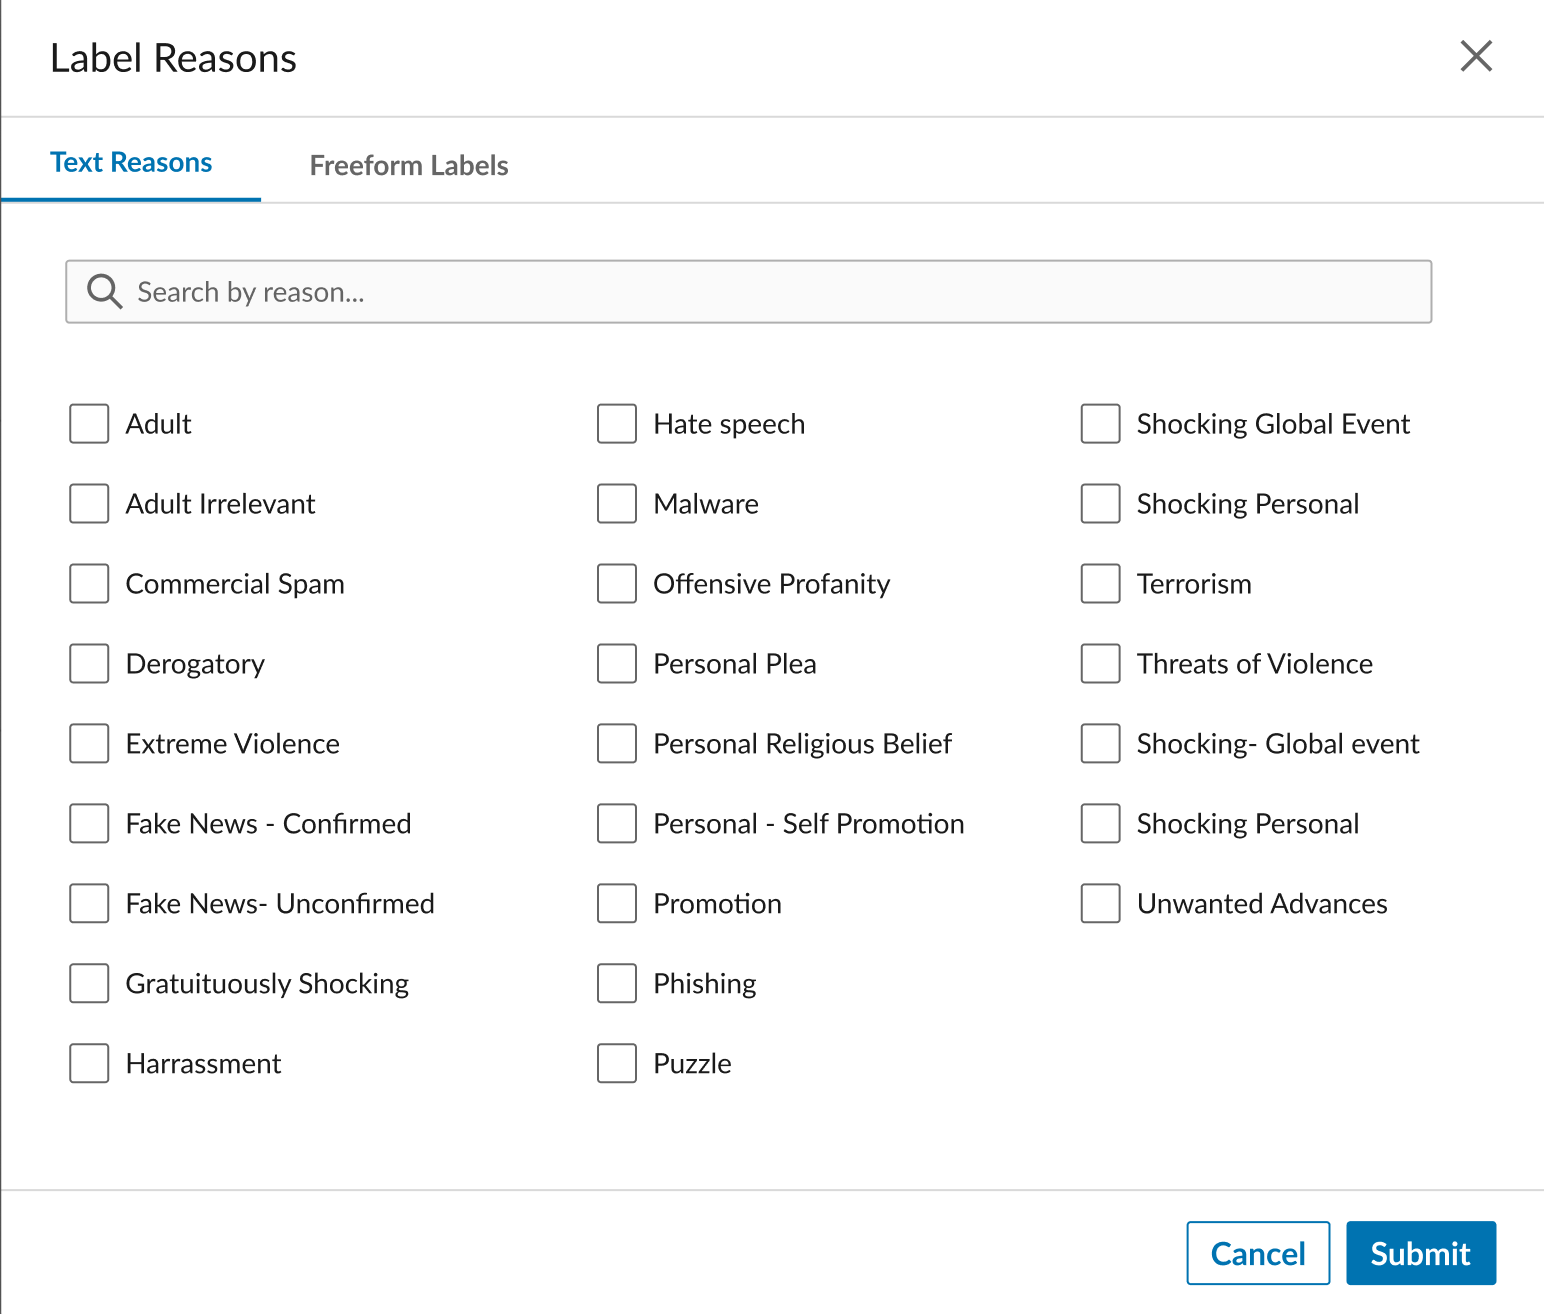 Label Reasons
Text Reasons
Freeform Labels
Search by reason...
Adult
Adult Irrelevant
Commercial Spam
Derogatory
Extreme Violence
Fake News - Confirmed
Fake News- Unconfirmed
Gratuituously Shocking
Harrassment
Hate speech
Malware
Offensive Profanity
Personal Plea
Personal Religious Belief
Personal - Self Promotion
Promotion
Phishing
Puzzle
Shocking Global Event
Shocking Personal
Terrorism
Threats of Violence
Shocking- Global event
Shocking Personal
Unwanted Advances
Cancel
Submit